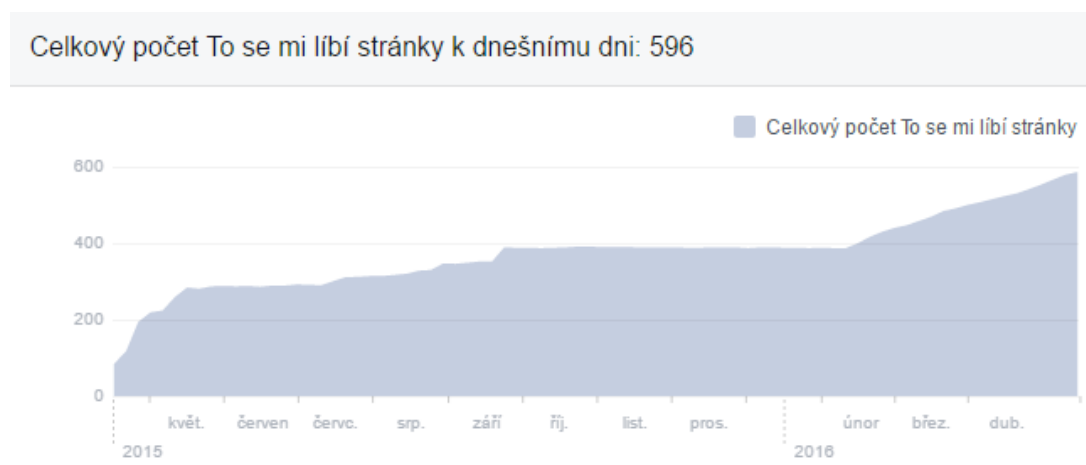 Celkový počet To se mi líbí stránky k dnešnímu dni: 596
Celkový počet To se mi líbí stránky
600
400
200
0
květ. červen červc. srp. září říj. list. pros. únor břez. dub.
2015 2016